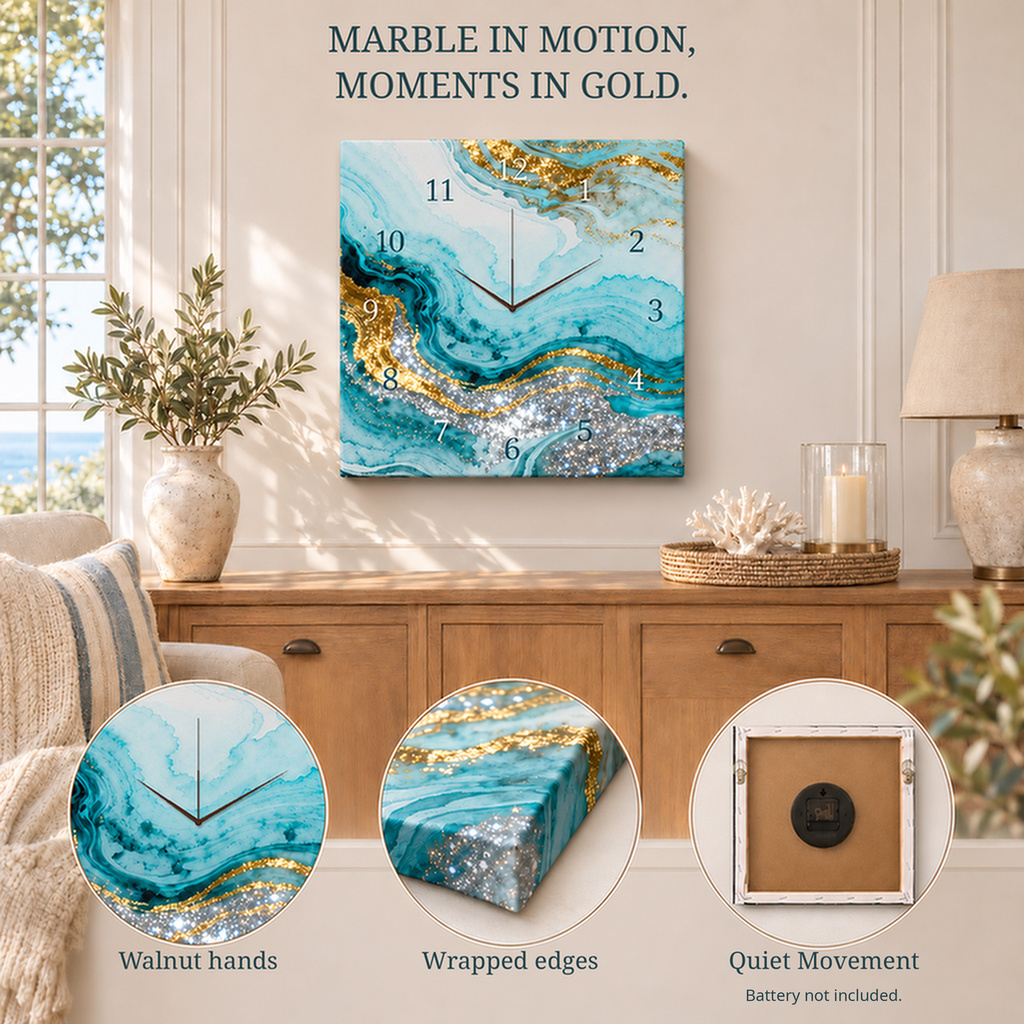 MARBLE IN MOTION,
MOMENTS IN GOLD.
12
11
1
10
2
9
3
8
4
7
5
6
Walnut hands
Wrapped edges
Quiet Movement
Battery not included.